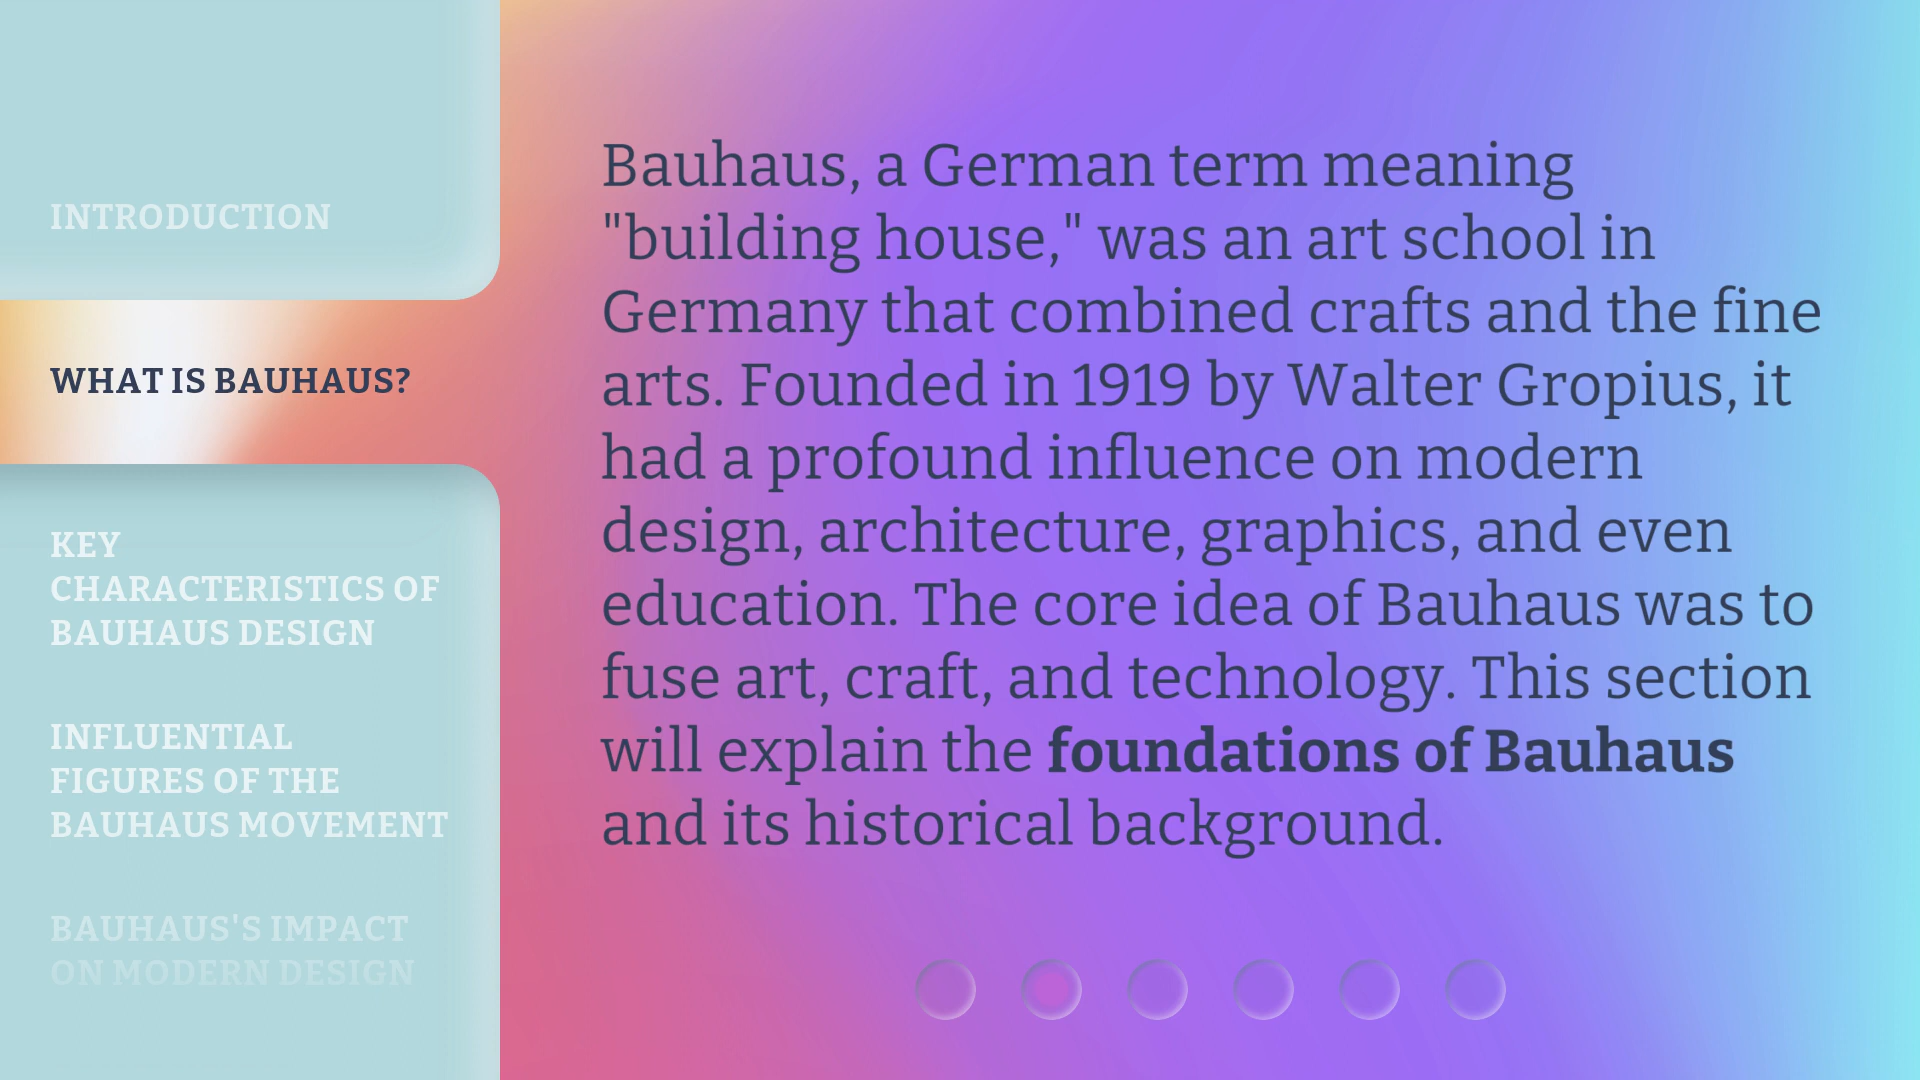 INTRODUCTION
WHAT IS BAUHAUS?
KEY
CHARACTERISTICS OF
BAUHAUS DESIGN
INFLUENTIAL
FIGURES OF THE
BAUHAUS MOVEMENT
BAUHAUS'S IMPACT
ON MODERN DESIGN
Bauhaus, a German term meaning
"building house," was an art school in
Germany that combined crafts and the fine
arts. Founded in 1919 by Walter Gropius, it
had a profound influence on modern
design, architecture, graphics, and even
education. The core idea of Bauhaus was to
fuse art, craft, and technology. This section
will explain the foundations of Bauhaus
and its historical background.